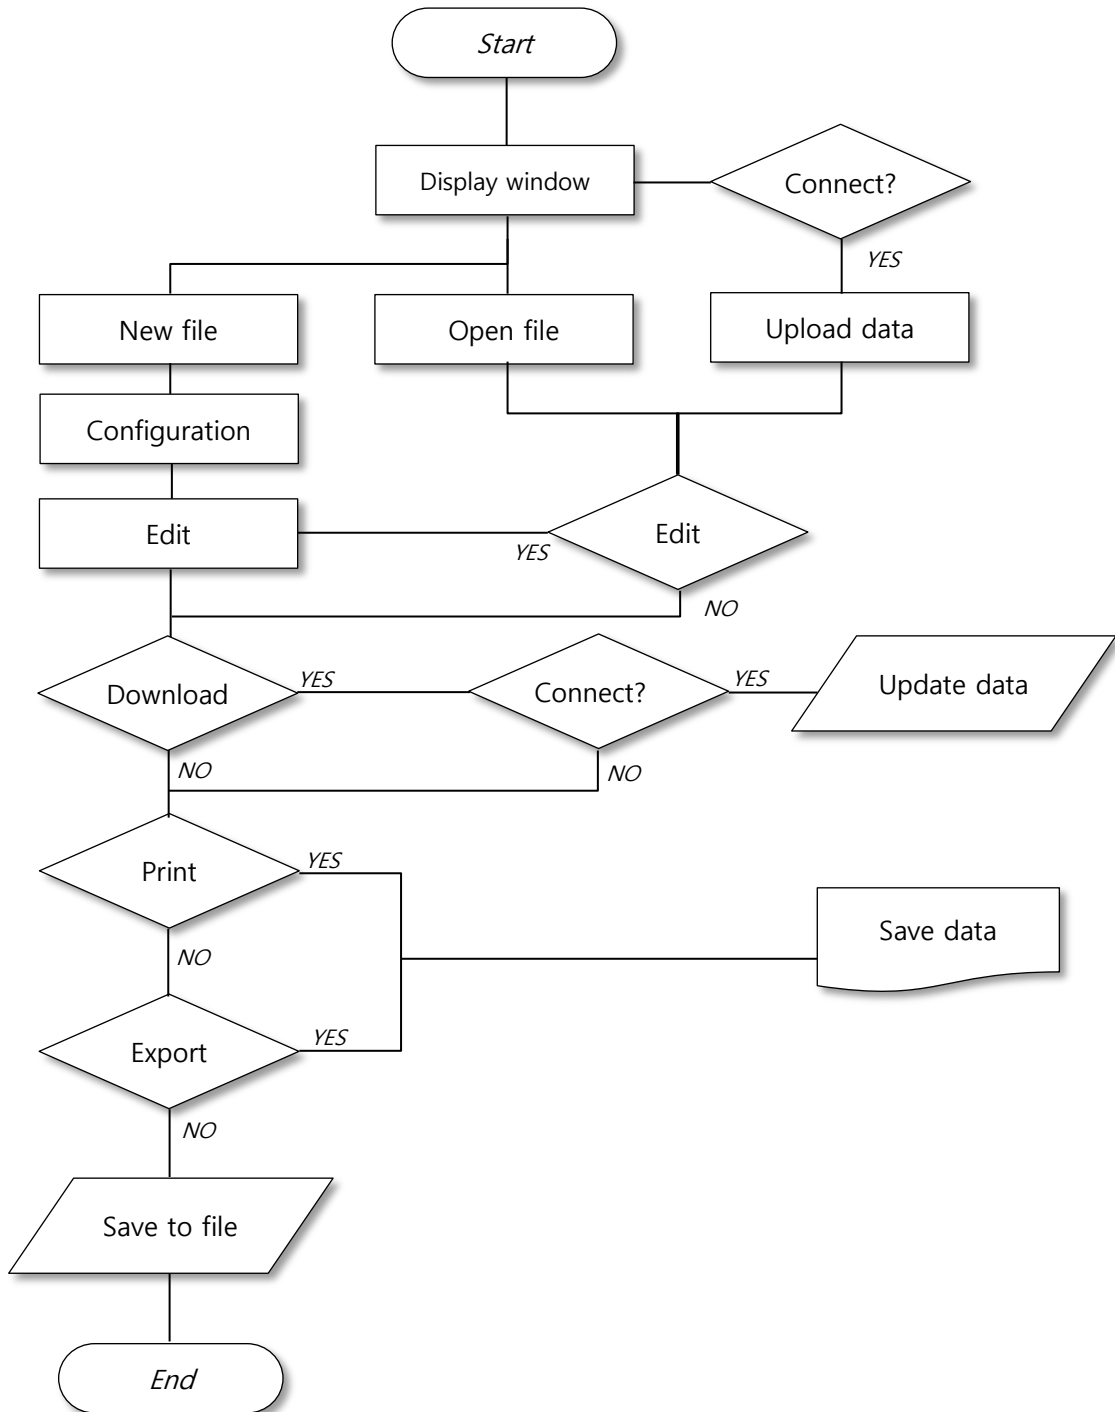 Start
Display window
Connect?
YES
New file
Open file
Upload data
Configuration
Edit
YES
Edit
NO
Download
YES
Connect?
YES
Update data
NO
NO
Print
YES
Save data
NO
Export
YES
NO
Save to file
End